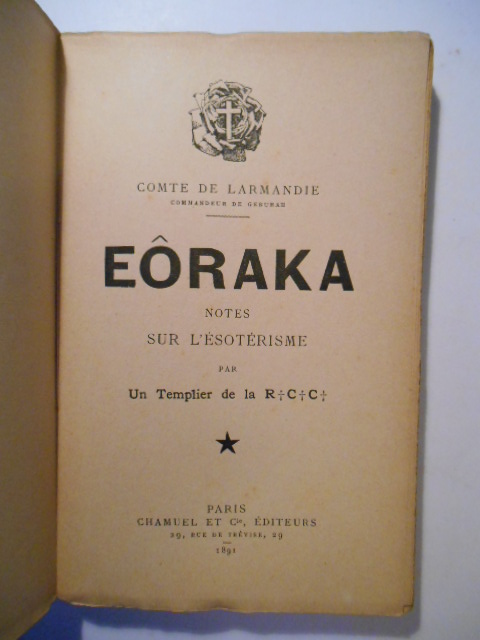 COMTE DE LARMANDIE
COMMANDEUR DE GEBURAH
EÔRAKA
NOTES
SUR L'ÉSOTÉRISME
PAR
Un Templier de la R‡C‡C‡
PARIS
CHAMUEL ET Cie, ÉDITEURS
29, RUE DE TRÉVISE, 29
1891